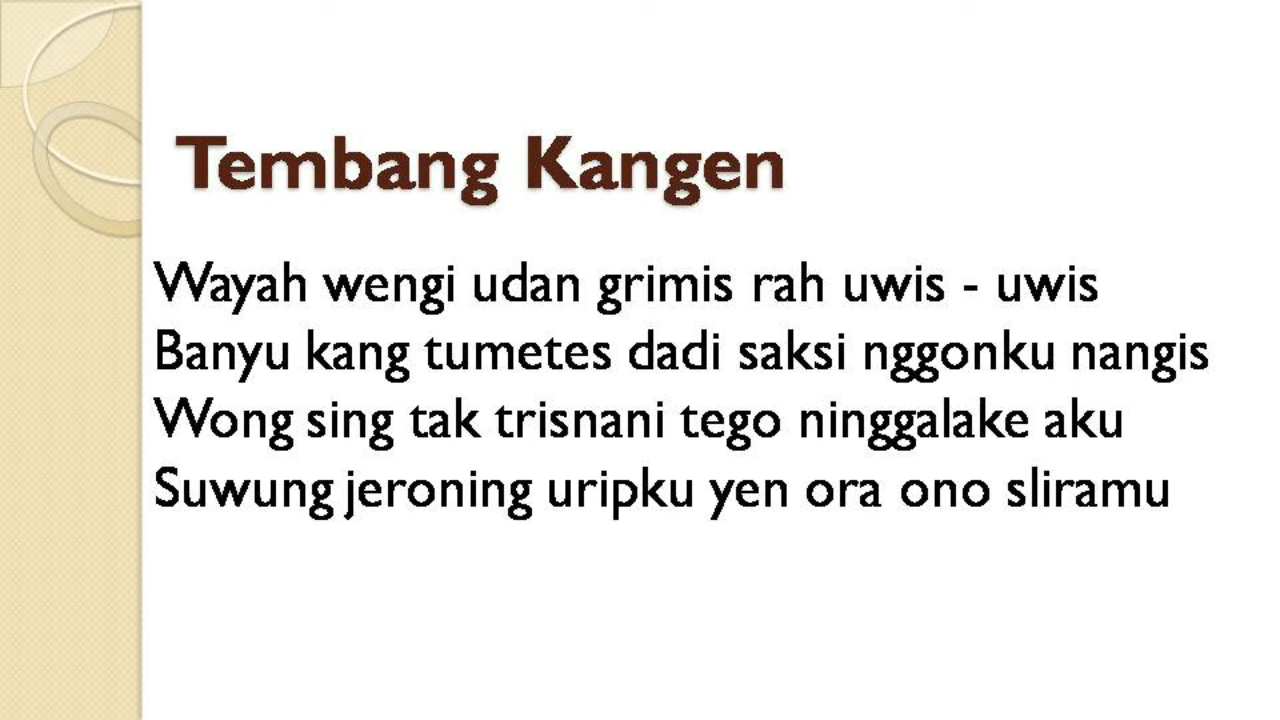 Tembang Kangen
Wayah wengi udan grimis rah uwis - uwis
Banyu kang tumetes dadi saksi nggonku nangis
Wong sing tak trisnani tego ninggalake aku
Suwung jeroning uripku yen ora ono sliramu